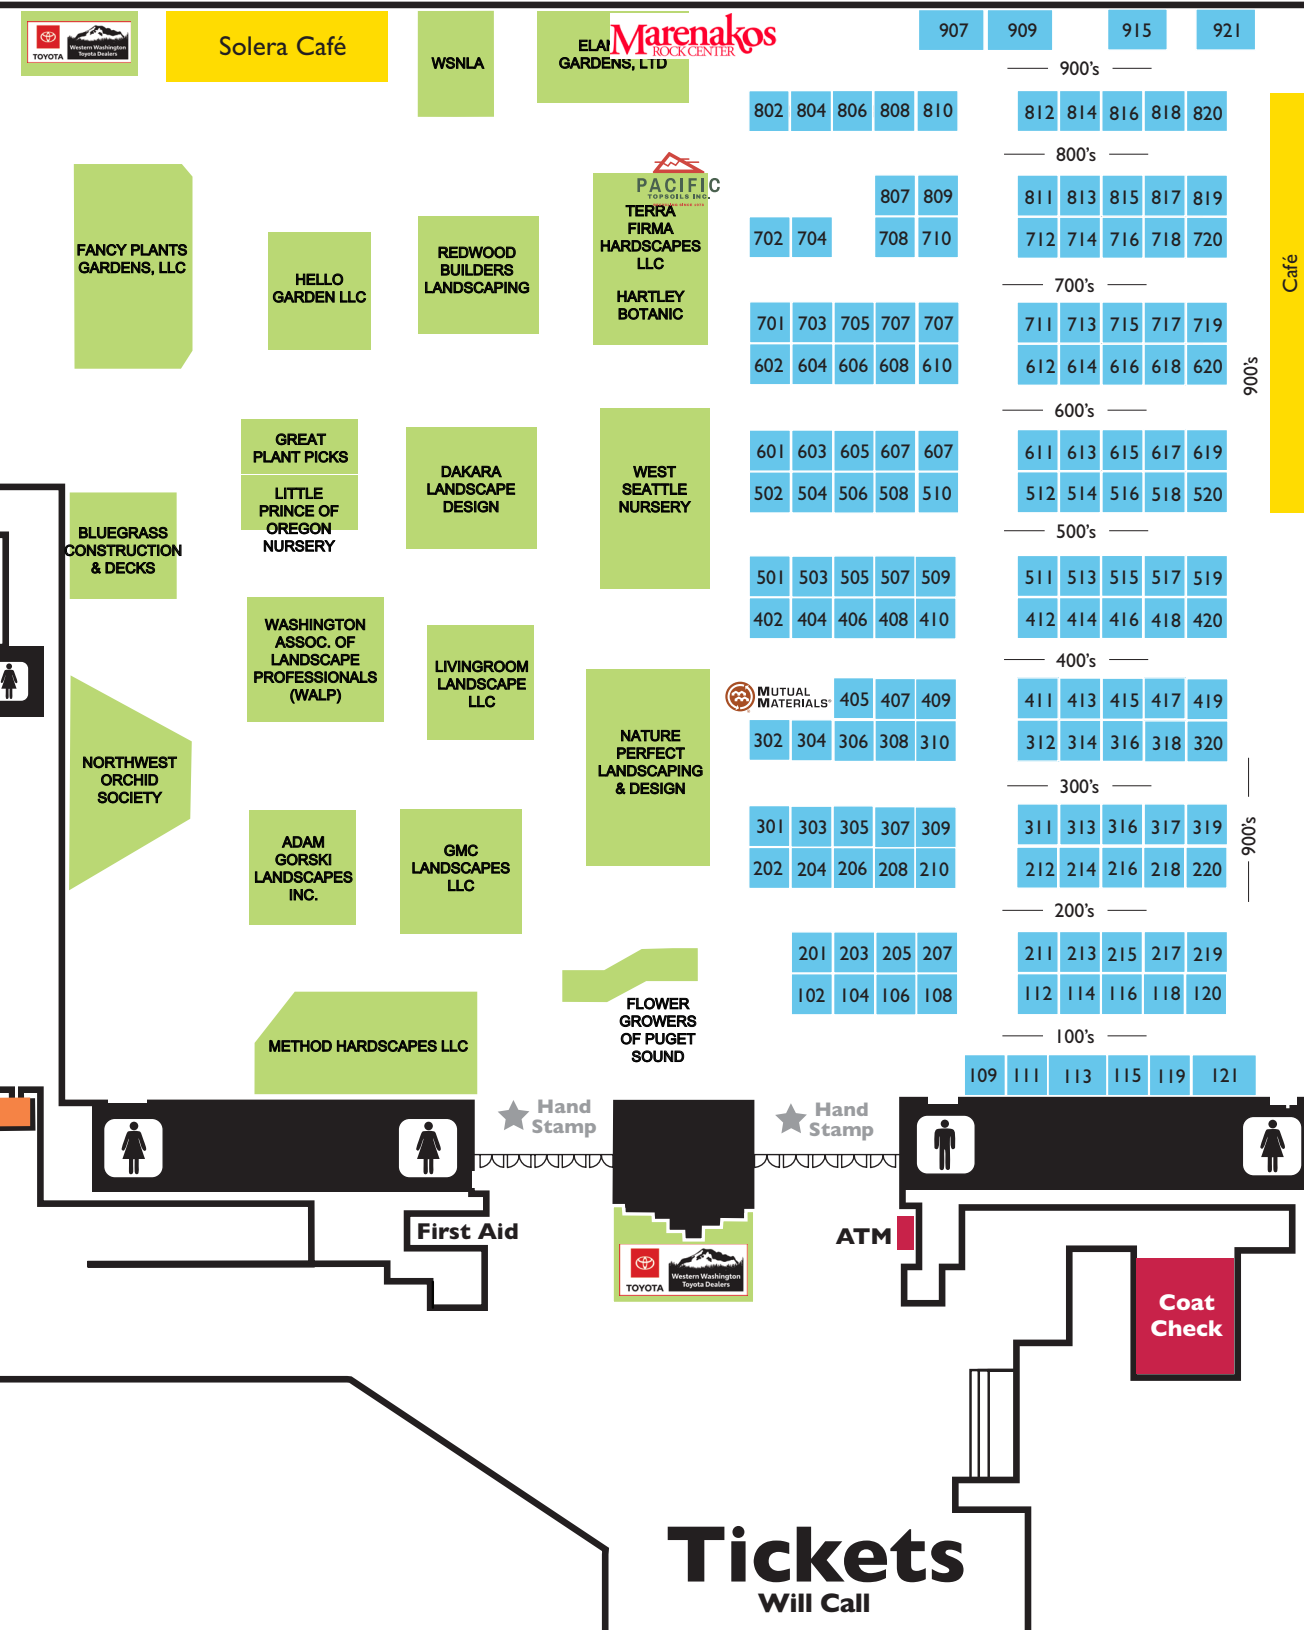 TOYOTA
Western Washington
Toyota Dealers
Solera Café
WSNLA
GARDENS, LTD
Marenakos
ROCK CENTER
907 909 915 921
900's
802 804 806 808 810 812 814 816 818 820
800's
PACIFIC
TOPSOILS INC.
TERRA
FIRMA
HARDSCAPES
LLC
HARTLEY
BOTANIC
807 809 811 813 815 817 819
702 704 708 710 712 714 716 718 720
700's
FANCY PLANTS
GARDENS, LLC
HELLO
GARDEN LLC
REDWOOD
BUILDERS
LANDSCAPING
Café
701 703 705 707 707 711 713 715 717 719
602 604 606 608 610 612 614 616 618 620
900's
600's
GREAT
PLANT PICKS
LITTLE
PRINCE OF
OREGON
NURSERY
DAKARA
LANDSCAPE
DESIGN
WEST
SEATTLE
NURSERY
601 603 605 607 607 611 613 615 617 619
502 504 506 508 510 512 514 516 518 520
500's
BLUEGRASS
CONSTRUCTION
& DECKS
501 503 505 507 509 511 513 515 517 519
402 404 406 408 410 412 414 416 418 420
400's
WASHINGTON
ASSOC. OF
LANDSCAPE
PROFESSIONALS
(WALP)
LIVINGROOM
LANDSCAPE
LLC
MUTUAL
MATERIALS®
405 407 409 411 413 415 417 419
302 304 306 308 310 312 314 316 318 320
300's
NORTHWEST
ORCHID
SOCIETY
NATURE
PERFECT
LANDSCAPING
& DESIGN
900's
301 303 305 307 309 311 313 316 317 319
202 204 206 208 210 212 214 216 218 220
200's
ADAM
GORSKI
LANDSCAPES
INC.
GMC
LANDSCAPES
LLC
201 203 205 207 211 213 215 217 219
102 104 106 108 112 114 116 118 120
100's
FLOWER
GROWERS
OF PUGET
SOUND
METHOD HARDSCAPES LLC
109 111 113 115 119 121
Hand
Stamp
Hand
Stamp
First Aid
ATM
TOYOTA
Western Washington
Toyota Dealers
Coat
Check
Tickets
Will Call